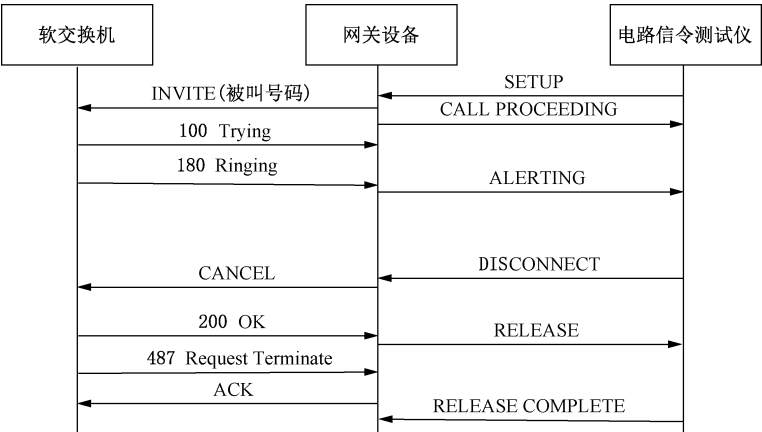 软交换机
网关设备
电路信令测试仪
SETUP
INVITE(被叫号码)
CALL PROCEEDING
100 Trying
180 Ringing
ALERTING
DISCONNECT
CANCEL
200 OK
RELEASE
487 Request Terminate
ACK
RELEASE COMPLETE